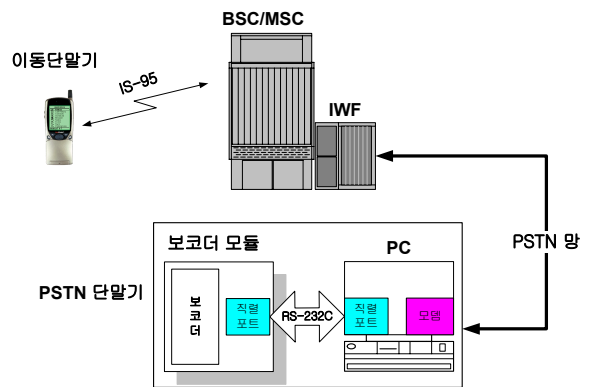 BSC/MSC
이동단말기
IS-95
IWF
PSTN 망
보코더 모듈
PC
PSTN 단말기
보
코
더
직렬
포트
RS-232C
직렬
포트
모뎀